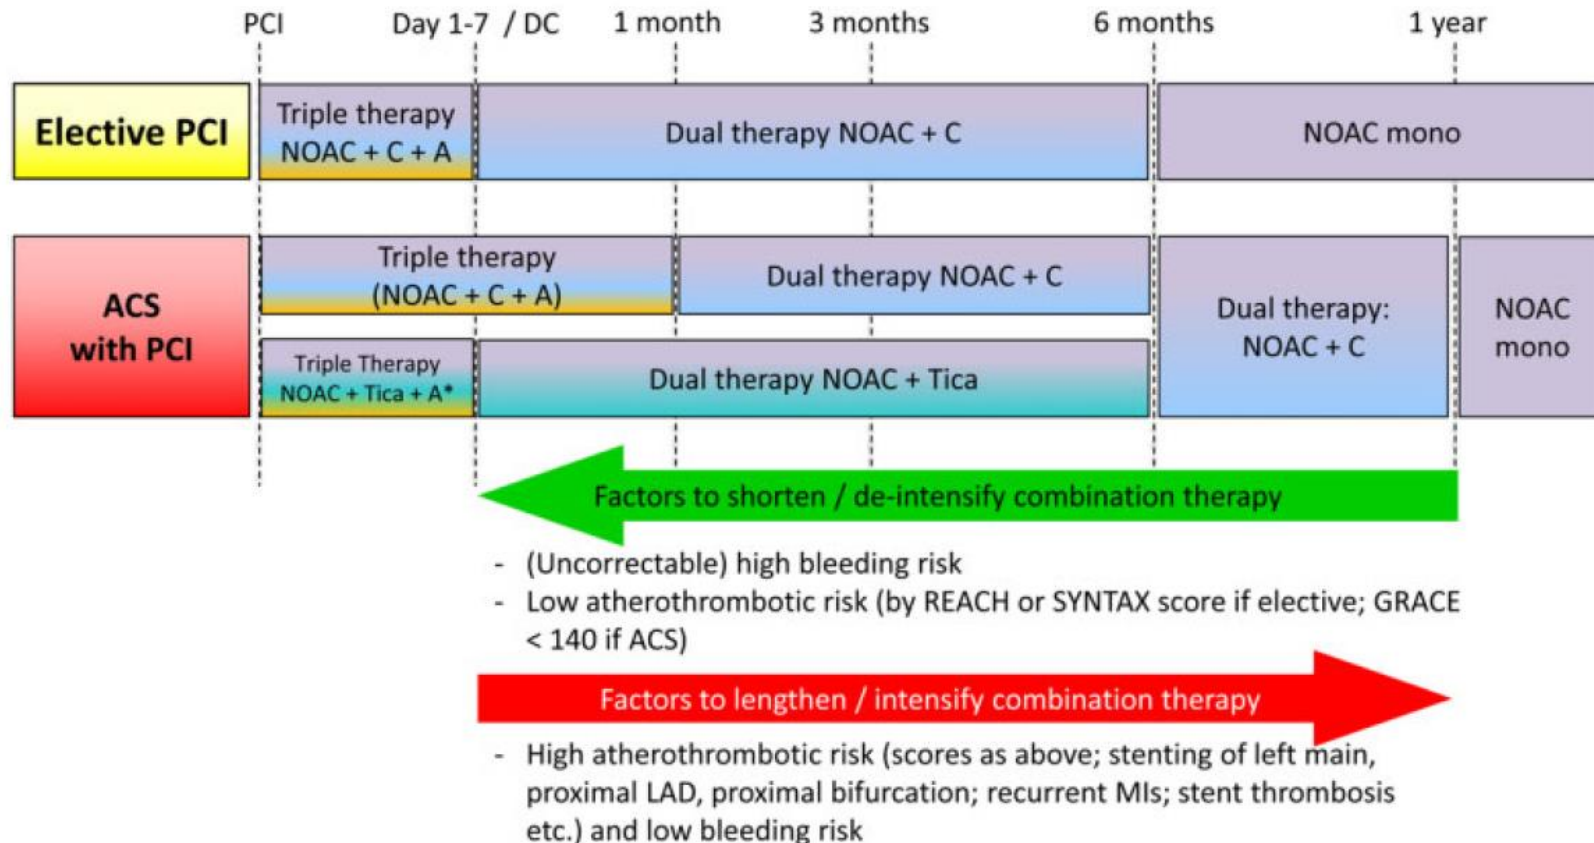 PCI
Day 1-7 / DC
1 month
3 months
6 months
1 year
Elective PCI
Triple therapy
NOAC + C + A
Dual therapy NOAC + C
NOAC mono
ACS
with PCI
Triple therapy
(NOAC + C + A)
Dual therapy NOAC + C
Triple Therapy
NOAC + Tica + A*
Dual therapy NOAC + Tica
Dual therapy:
NOAC + C
NOAC
mono
Factors to shorten / de-intensify combination therapy
- (Uncorrectable) high bleeding risk
- Low atherothrombotic risk (by REACH or SYNTAX score if elective; GRACE
< 140 if ACS)
Factors to lengthen / intensify combination therapy
- High atherothrombotic risk (scores as above; stenting of left main,
proximal LAD, proximal bifurcation; recurrent MIs; stent thrombosis
etc.) and low bleeding risk